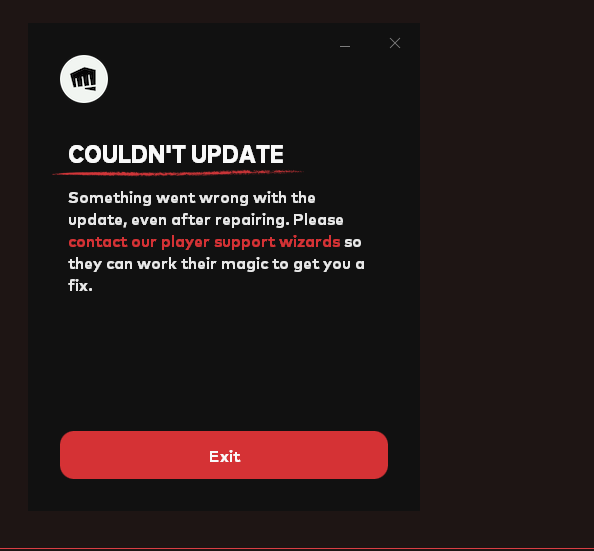 COULDN'T UPDATE
Something went wrong with the
update, even after repairing. Please
contact our player support wizards so
they can work their magic to get you a
fix.
Exit